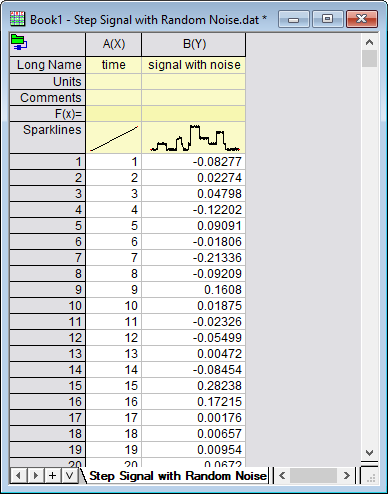 Book1 - Step Signal with Random Noise.dat *
A(X) B(Y)
Long Name time signal with noise
Units
Comments
F(x)=
Sparklines
1 1 -0.08277
2 2 0.02274
3 3 0.04798
4 4 -0.12202
5 5 0.09091
6 6 -0.01806
7 7 -0.21336
8 8 -0.09209
9 9 0.1608
10 10 0.01875
11 11 -0.02326
12 12 -0.05499
13 13 0.00472
14 14 -0.08454
15 15 0.28238
16 16 0.17215
17 17 0.00176
18 18 0.00657
19 19 0.00954
20 20 0.0672
Step Signal with Random Noise